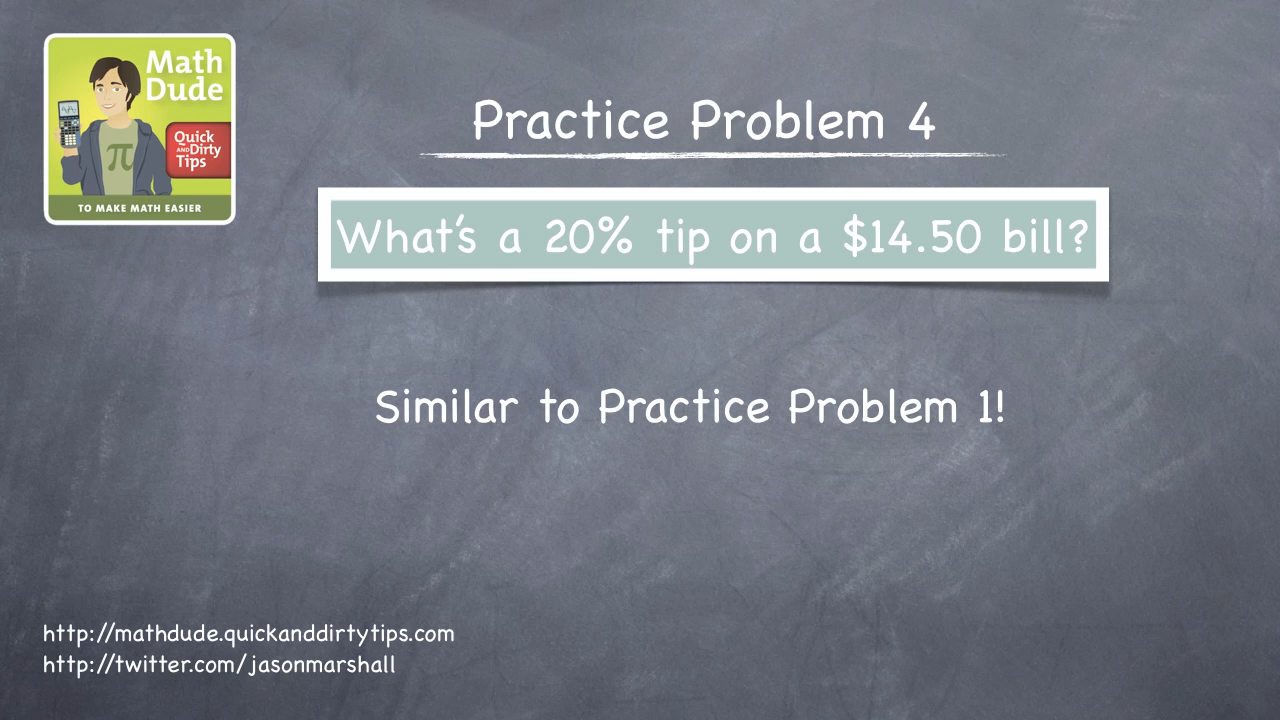 Math
Dude
Quick
AND Dirty
Tips
TO MAKE MATH EASIER
π
Practice Problem 4
What's a 20% tip on a $14.50 bill?
Similar to Practice Problem 1!
http://mathdude.quickanddirtytips.com
http://twitter.com/jasonmarshall